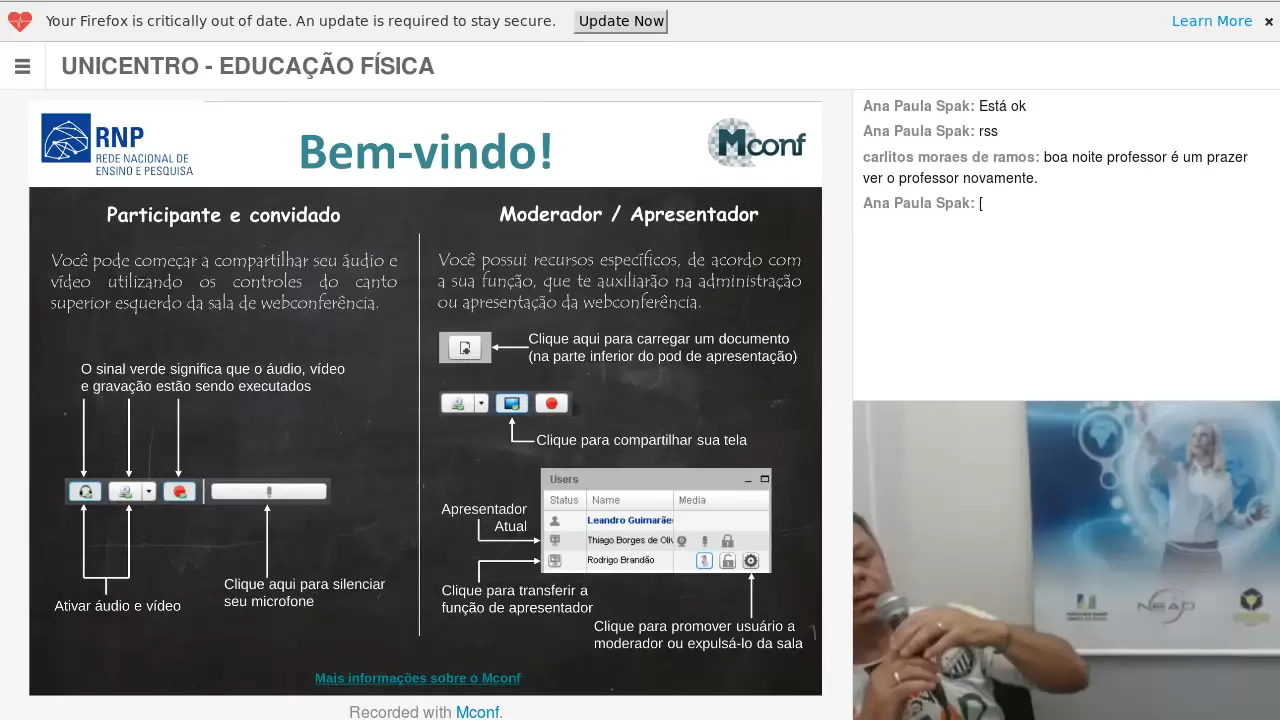 Your Firefox is critically out of date. An update is required to stay secure.
Update Now
Learn More
×
UNICENTRO - EDUCAÇÃO FÍSICA
RNP
REDE NACIONAL DE
ENSINO E PESQUISA
Bem-vindo!
Mconf
Participante e convidado
Você pode começar a compartilhar seu áudio e
vídeo utilizando os controles do canto
superior esquerdo da sala de webconferência.
O sinal verde significa que o áudio, vídeo
e gravação estão sendo executados
Ativar áudio e vídeo
Clique aqui para silenciar
seu microfone
Moderador / Apresentador
Você possui recursos específicos, de acordo com
a sua função, que te auxiliarão na administração
ou apresentação da webconferência.
Clique aqui para carregar um documento
(na parte inferior do pod de apresentação)
Clique para compartilhar sua tela
Users
Status Name Media
Leandro Guimarães
Thiago Borges de Oliv
Rodrigo Brandão
Apresentador
Atual
Clique para transferir a
função de apresentador
Clique para promover usuário a
moderador ou expulsá-lo da sala
Mais informações sobre o Mconf
Recorded with Mconf.
Ana Paula Spak: Está ok
Ana Paula Spak: rss
carlitos moraes de ramos: boa noite professor é um prazer
ver o professor novamente.
Ana Paula Spak: [
NEAD